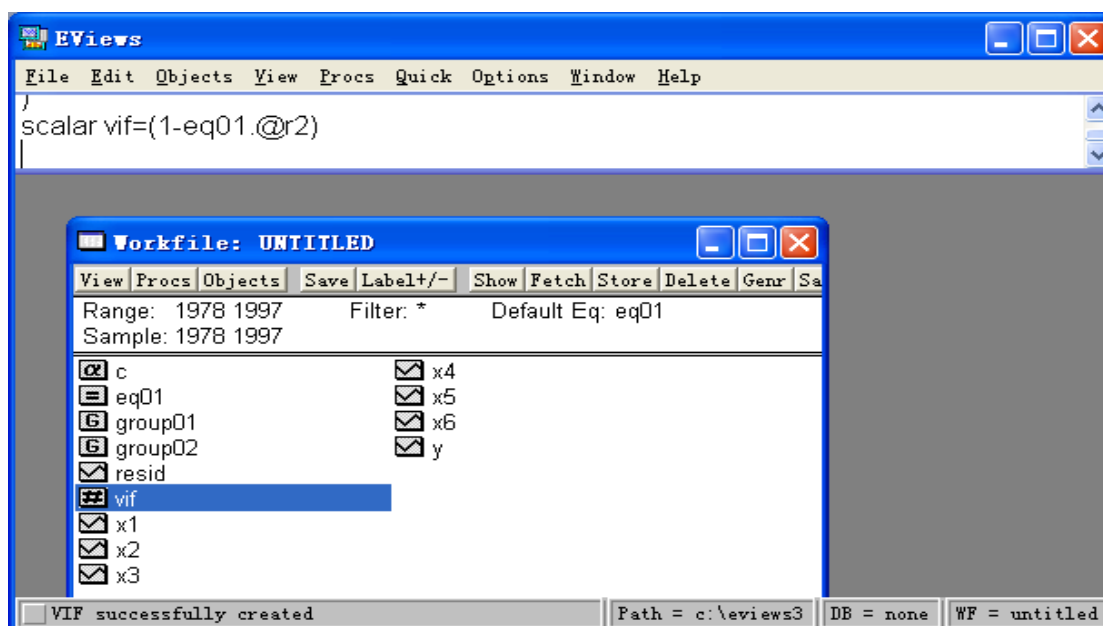 EViews
File Edit Objects View Procs Quick Options Window Help
scalar vif=(1-eq01.@r2)
Workfile: UNTITLED
View Procs Objects Save Label+/- Show Fetch Store Delete Genr Sa
Range: 1978 1997 Filter: * Default Eq: eq01
Sample: 1978 1997
c
eq01
group01
group02
resid
vif
x1
x2
x3
x4
x5
x6
y
VIF successfully created Path = c:\eviews3 DB = none WF = untitled